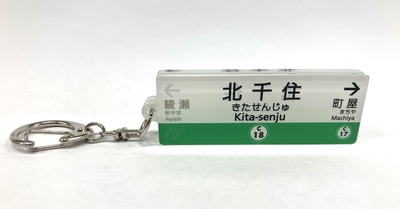 ← 北千住 →
綾瀬 きたせんじゅ 町屋
あやせ Kita-senju まちや
Ayase Machiya
C 18 C 17